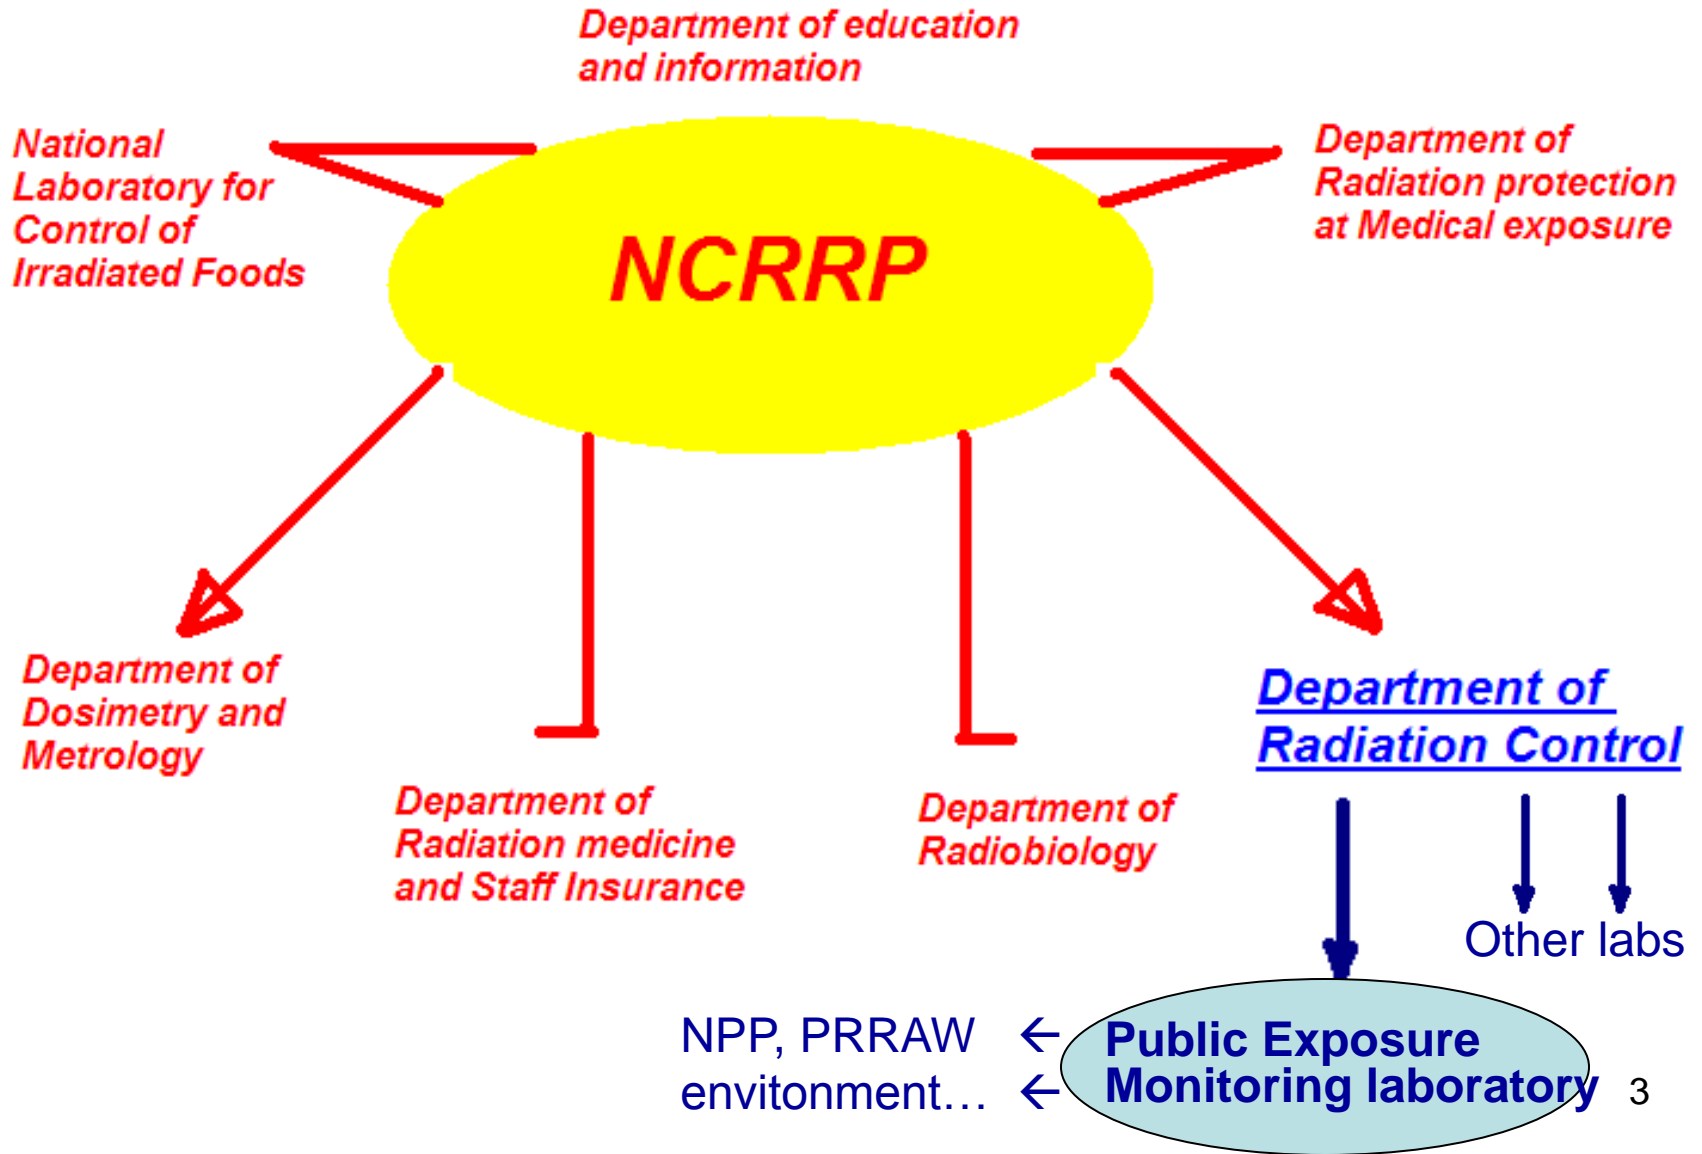 Department of education
and information
National
Laboratory for
Control of
Irradiated Foods
Department of
Radiation protection
at Medical exposure
NCRRP
Department of
Dosimetry and
Metrology
Department of
Radiation medicine
and Staff Insurance
Department of
Radiobiology
Department of
Radiation Control
Other labs
NPP, PRRAW ←
envitonment… ←
Public Exposure
Monitoring laboratory
3